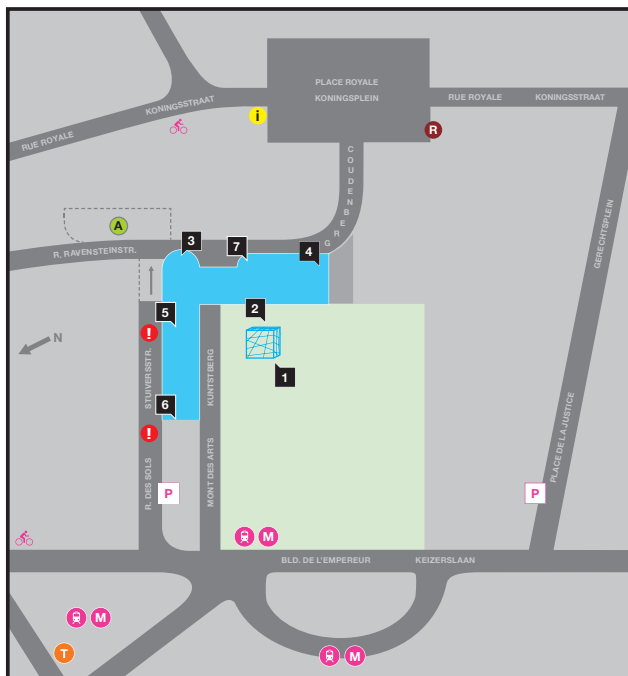 PLACE ROYALE
KONINGSPLEIN
RUE ROYALE
KONINGSSTRAAT
RUE ROYALE
KONINGSSTRAAT
i
R
COUDENBERG
A
3
7
4
R. RAVENSTEINSTR.
GERECHTSPLEIN
PLACE DE LA JUSTICE
N
5
2
!
STUIVERSSTR.
KUNTSTBERG
1
6
!
R. DES SOLS
MONT DES ARTS
P
P
M
BLD. DE L'EMPEREUR
KEIZERSLAAN
M
T
M